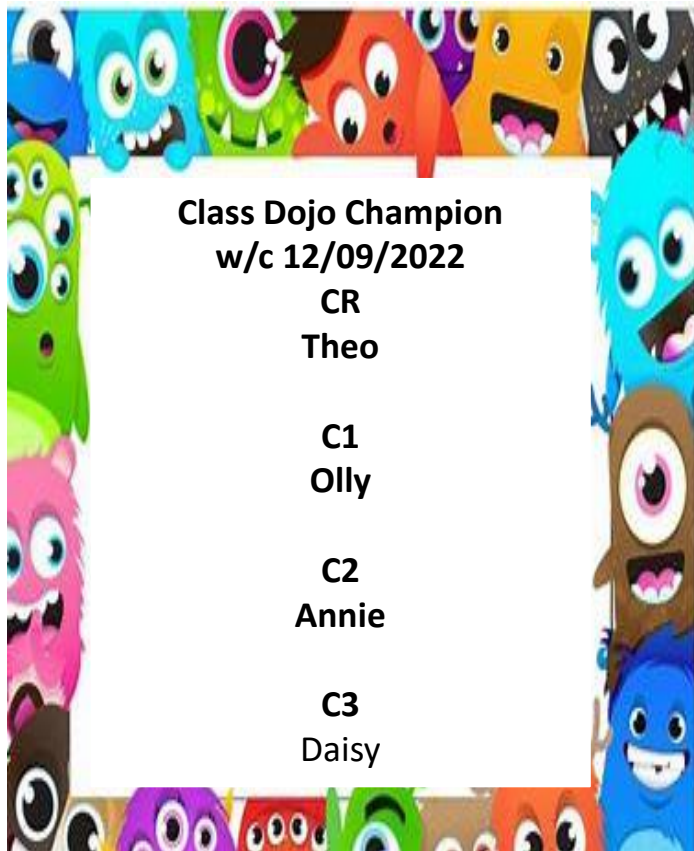 Class Dojo Champion
w/c 12/09/2022
CR
Theo
C1
Olly
C2
Annie
C3
Daisy